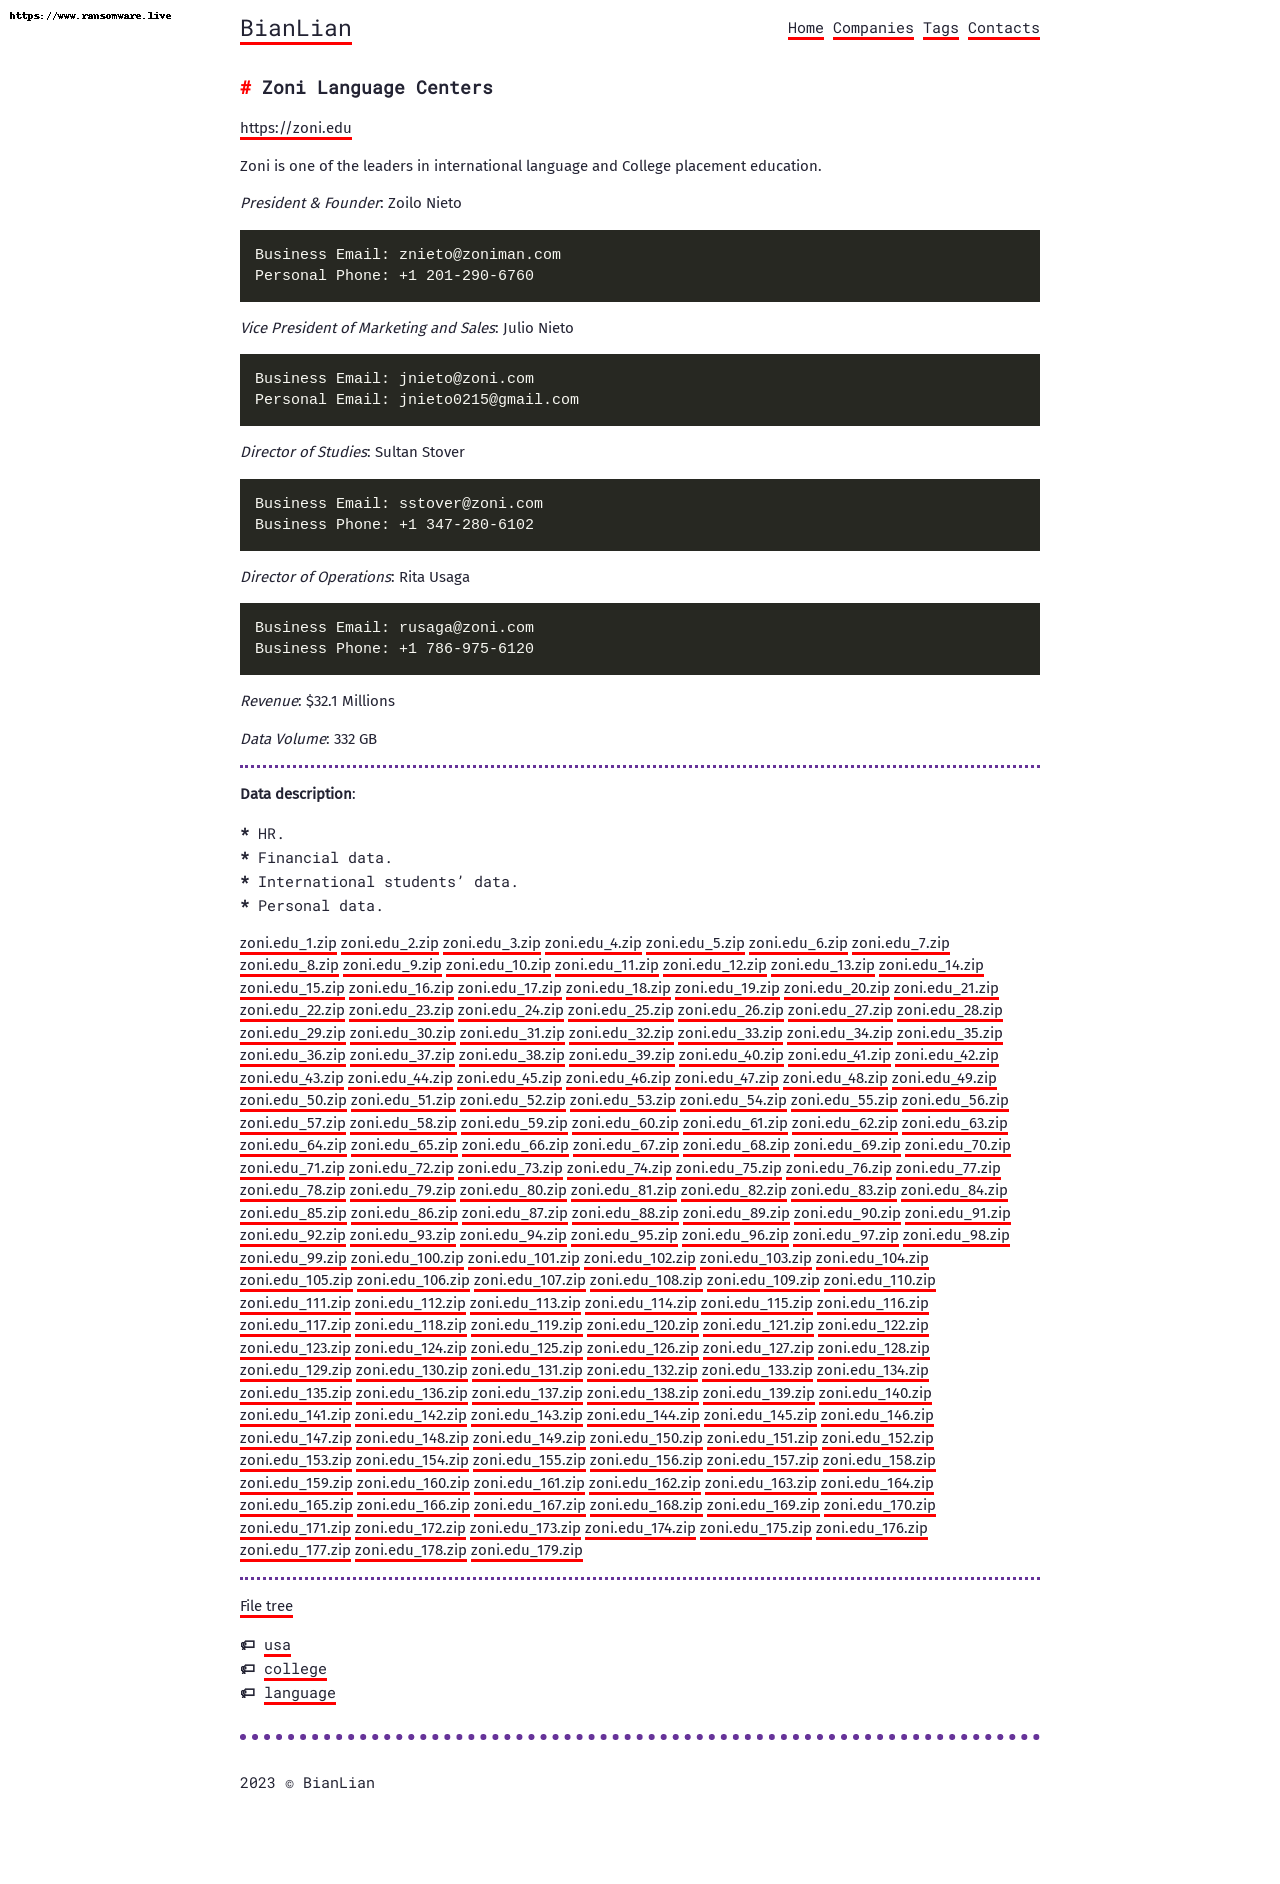 https://www.ransomware.live
BianLian
Home Companies Tags Contacts
# Zoni Language Centers
https://zoni.edu
Zoni is one of the leaders in international language and College placement education.
President & Founder: Zoilo Nieto
Business Email: znieto@zoniman.com
Personal Phone: +1 201-290-6760
Vice President of Marketing and Sales: Julio Nieto
Business Email: jnieto@zoni.com
Personal Email: jnieto0215@gmail.com
Director of Studies: Sultan Stover
Business Email: sstover@zoni.com
Business Phone: +1 347-280-6102
Director of Operations: Rita Usaga
Business Email: rusaga@zoni.com
Business Phone: +1 786-975-6120
Revenue: $32.1 Millions
Data Volume: 332 GB
Data description:
* HR.
* Financial data.
* International students’ data.
* Personal data.
zoni.edu_1.zip zoni.edu_2.zip zoni.edu_3.zip zoni.edu_4.zip zoni.edu_5.zip zoni.edu_6.zip zoni.edu_7.zip
zoni.edu_8.zip zoni.edu_9.zip zoni.edu_10.zip zoni.edu_11.zip zoni.edu_12.zip zoni.edu_13.zip zoni.edu_14.zip
zoni.edu_15.zip zoni.edu_16.zip zoni.edu_17.zip zoni.edu_18.zip zoni.edu_19.zip zoni.edu_20.zip zoni.edu_21.zip
zoni.edu_22.zip zoni.edu_23.zip zoni.edu_24.zip zoni.edu_25.zip zoni.edu_26.zip zoni.edu_27.zip zoni.edu_28.zip
zoni.edu_29.zip zoni.edu_30.zip zoni.edu_31.zip zoni.edu_32.zip zoni.edu_33.zip zoni.edu_34.zip zoni.edu_35.zip
zoni.edu_36.zip zoni.edu_37.zip zoni.edu_38.zip zoni.edu_39.zip zoni.edu_40.zip zoni.edu_41.zip zoni.edu_42.zip
zoni.edu_43.zip zoni.edu_44.zip zoni.edu_45.zip zoni.edu_46.zip zoni.edu_47.zip zoni.edu_48.zip zoni.edu_49.zip
zoni.edu_50.zip zoni.edu_51.zip zoni.edu_52.zip zoni.edu_53.zip zoni.edu_54.zip zoni.edu_55.zip zoni.edu_56.zip
zoni.edu_57.zip zoni.edu_58.zip zoni.edu_59.zip zoni.edu_60.zip zoni.edu_61.zip zoni.edu_62.zip zoni.edu_63.zip
zoni.edu_64.zip zoni.edu_65.zip zoni.edu_66.zip zoni.edu_67.zip zoni.edu_68.zip zoni.edu_69.zip zoni.edu_70.zip
zoni.edu_71.zip zoni.edu_72.zip zoni.edu_73.zip zoni.edu_74.zip zoni.edu_75.zip zoni.edu_76.zip zoni.edu_77.zip
zoni.edu_78.zip zoni.edu_79.zip zoni.edu_80.zip zoni.edu_81.zip zoni.edu_82.zip zoni.edu_83.zip zoni.edu_84.zip
zoni.edu_85.zip zoni.edu_86.zip zoni.edu_87.zip zoni.edu_88.zip zoni.edu_89.zip zoni.edu_90.zip zoni.edu_91.zip
zoni.edu_92.zip zoni.edu_93.zip zoni.edu_94.zip zoni.edu_95.zip zoni.edu_96.zip zoni.edu_97.zip zoni.edu_98.zip
zoni.edu_99.zip zoni.edu_100.zip zoni.edu_101.zip zoni.edu_102.zip zoni.edu_103.zip zoni.edu_104.zip
zoni.edu_105.zip zoni.edu_106.zip zoni.edu_107.zip zoni.edu_108.zip zoni.edu_109.zip zoni.edu_110.zip
zoni.edu_111.zip zoni.edu_112.zip zoni.edu_113.zip zoni.edu_114.zip zoni.edu_115.zip zoni.edu_116.zip
zoni.edu_117.zip zoni.edu_118.zip zoni.edu_119.zip zoni.edu_120.zip zoni.edu_121.zip zoni.edu_122.zip
zoni.edu_123.zip zoni.edu_124.zip zoni.edu_125.zip zoni.edu_126.zip zoni.edu_127.zip zoni.edu_128.zip
zoni.edu_129.zip zoni.edu_130.zip zoni.edu_131.zip zoni.edu_132.zip zoni.edu_133.zip zoni.edu_134.zip
zoni.edu_135.zip zoni.edu_136.zip zoni.edu_137.zip zoni.edu_138.zip zoni.edu_139.zip zoni.edu_140.zip
zoni.edu_141.zip zoni.edu_142.zip zoni.edu_143.zip zoni.edu_144.zip zoni.edu_145.zip zoni.edu_146.zip
zoni.edu_147.zip zoni.edu_148.zip zoni.edu_149.zip zoni.edu_150.zip zoni.edu_151.zip zoni.edu_152.zip
zoni.edu_153.zip zoni.edu_154.zip zoni.edu_155.zip zoni.edu_156.zip zoni.edu_157.zip zoni.edu_158.zip
zoni.edu_159.zip zoni.edu_160.zip zoni.edu_161.zip zoni.edu_162.zip zoni.edu_163.zip zoni.edu_164.zip
zoni.edu_165.zip zoni.edu_166.zip zoni.edu_167.zip zoni.edu_168.zip zoni.edu_169.zip zoni.edu_170.zip
zoni.edu_171.zip zoni.edu_172.zip zoni.edu_173.zip zoni.edu_174.zip zoni.edu_175.zip zoni.edu_176.zip
zoni.edu_177.zip zoni.edu_178.zip zoni.edu_179.zip
File tree
usa
college
language
2023 © BianLian